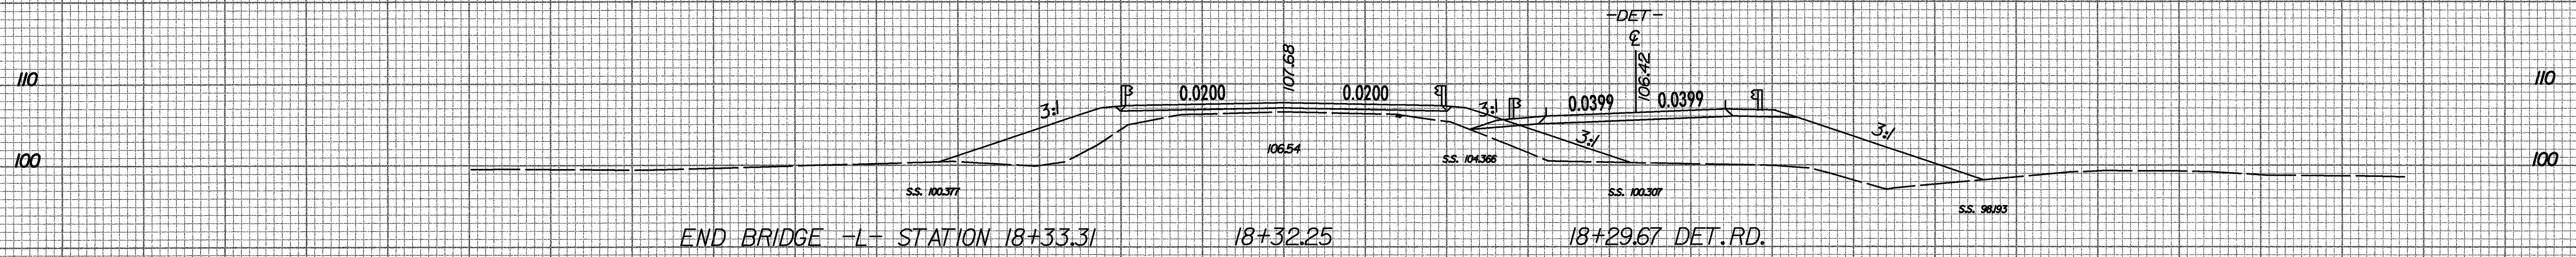 -DET-
℄
107.68
106.42
110
110
0.0200
0.0200
0.0399
0.0399
3:1
3:1
3:1
3:1
106.54
100
S.S. 104.366
100
S.S. 100.377
S.S. 100.307
S.S. 98.193
END BRIDGE -L- STATION 18+33.31
18+32.25
18+29.67 DET.RD.